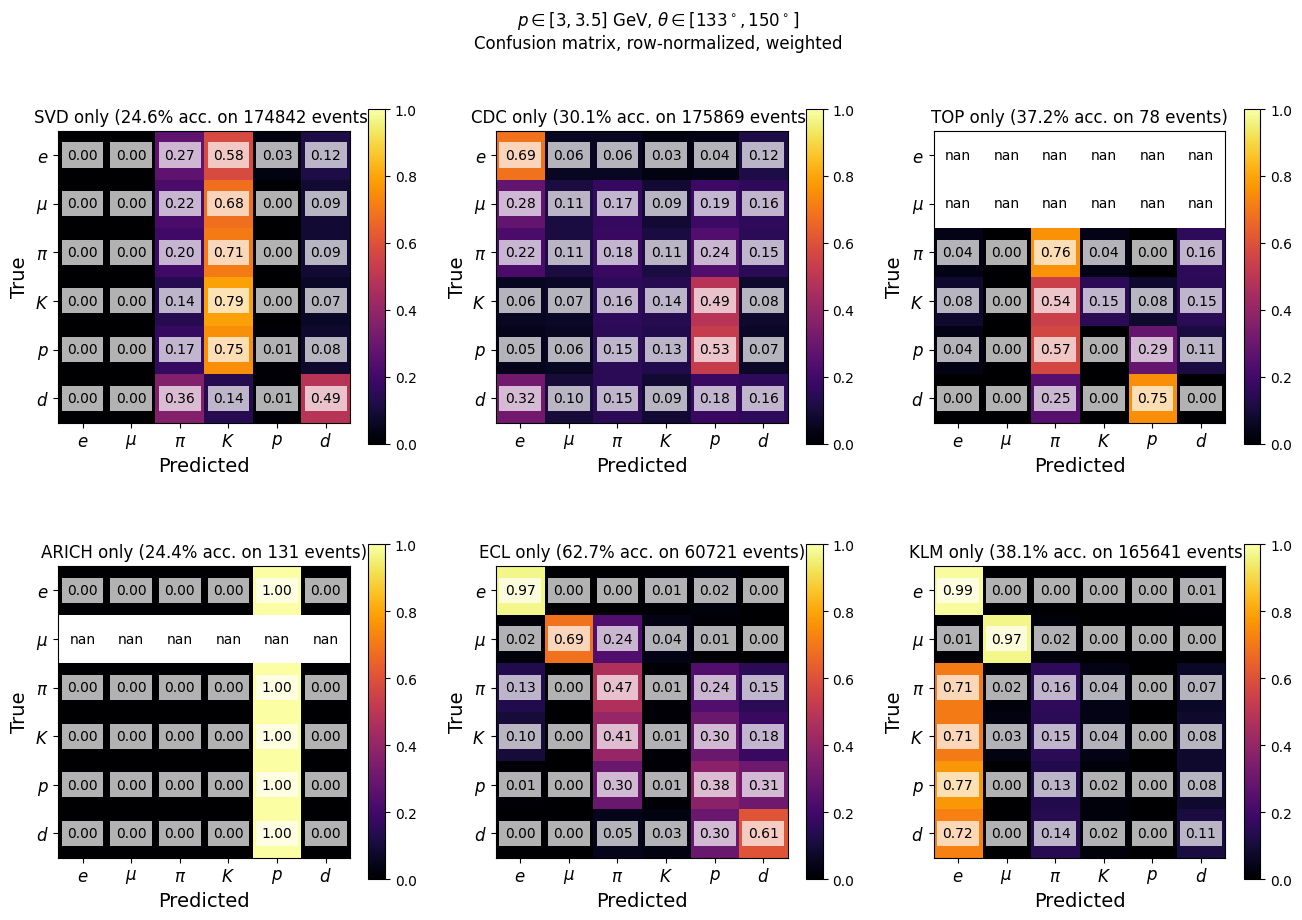 p ∈ [3, 3.5] GeV, θ ∈ [133°, 150°]
Confusion matrix, row-normalized, weighted
SVD only (24.6% acc. on 174842 events
True
e 0.00 0.00 0.27 0.58 0.03 0.12
μ 0.00 0.00 0.22 0.68 0.00 0.09
π 0.00 0.00 0.20 0.71 0.00 0.09
K 0.00 0.00 0.14 0.79 0.00 0.07
p 0.00 0.00 0.17 0.75 0.01 0.08
d 0.00 0.00 0.36 0.14 0.01 0.49
e μ π K p d
Predicted
1.0
0.8
0.6
0.4
0.2
0.0
CDC only (30.1% acc. on 175869 events
True
e 0.69 0.06 0.06 0.03 0.04 0.12
μ 0.28 0.11 0.17 0.09 0.19 0.16
π 0.22 0.11 0.18 0.11 0.24 0.15
K 0.06 0.07 0.16 0.14 0.49 0.08
p 0.05 0.06 0.15 0.13 0.53 0.07
d 0.32 0.10 0.15 0.09 0.18 0.16
e μ π K p d
Predicted
1.0
0.8
0.6
0.4
0.2
0.0
TOP only (37.2% acc. on 78 events)
True
e nan nan nan nan nan nan
μ nan nan nan nan nan nan
π 0.04 0.00 0.76 0.04 0.00 0.16
K 0.08 0.00 0.54 0.15 0.08 0.15
p 0.04 0.00 0.57 0.00 0.29 0.11
d 0.00 0.00 0.25 0.00 0.75 0.00
e μ π K p d
Predicted
1.0
0.8
0.6
0.4
0.2
0.0
ARICH only (24.4% acc. on 131 events)
True
e 0.00 0.00 0.00 0.00 1.00 0.00
μ nan nan nan nan nan nan
π 0.00 0.00 0.00 0.00 1.00 0.00
K 0.00 0.00 0.00 0.00 1.00 0.00
p 0.00 0.00 0.00 0.00 1.00 0.00
d 0.00 0.00 0.00 0.00 1.00 0.00
e μ π K p d
Predicted
1.0
0.8
0.6
0.4
0.2
0.0
ECL only (62.7% acc. on 60721 events)
True
e 0.97 0.00 0.00 0.01 0.02 0.00
μ 0.02 0.69 0.24 0.04 0.01 0.00
π 0.13 0.00 0.47 0.01 0.24 0.15
K 0.10 0.00 0.41 0.01 0.30 0.18
p 0.01 0.00 0.30 0.01 0.38 0.31
d 0.00 0.00 0.05 0.03 0.30 0.61
e μ π K p d
Predicted
1.0
0.8
0.6
0.4
0.2
0.0
KLM only (38.1% acc. on 165641 events
True
e 0.99 0.00 0.00 0.00 0.00 0.01
μ 0.01 0.97 0.02 0.00 0.00 0.00
π 0.71 0.02 0.16 0.04 0.00 0.07
K 0.71 0.03 0.15 0.04 0.00 0.08
p 0.77 0.00 0.13 0.02 0.00 0.08
d 0.72 0.00 0.14 0.02 0.00 0.11
e μ π K p d
Predicted
1.0
0.8
0.6
0.4
0.2
0.0